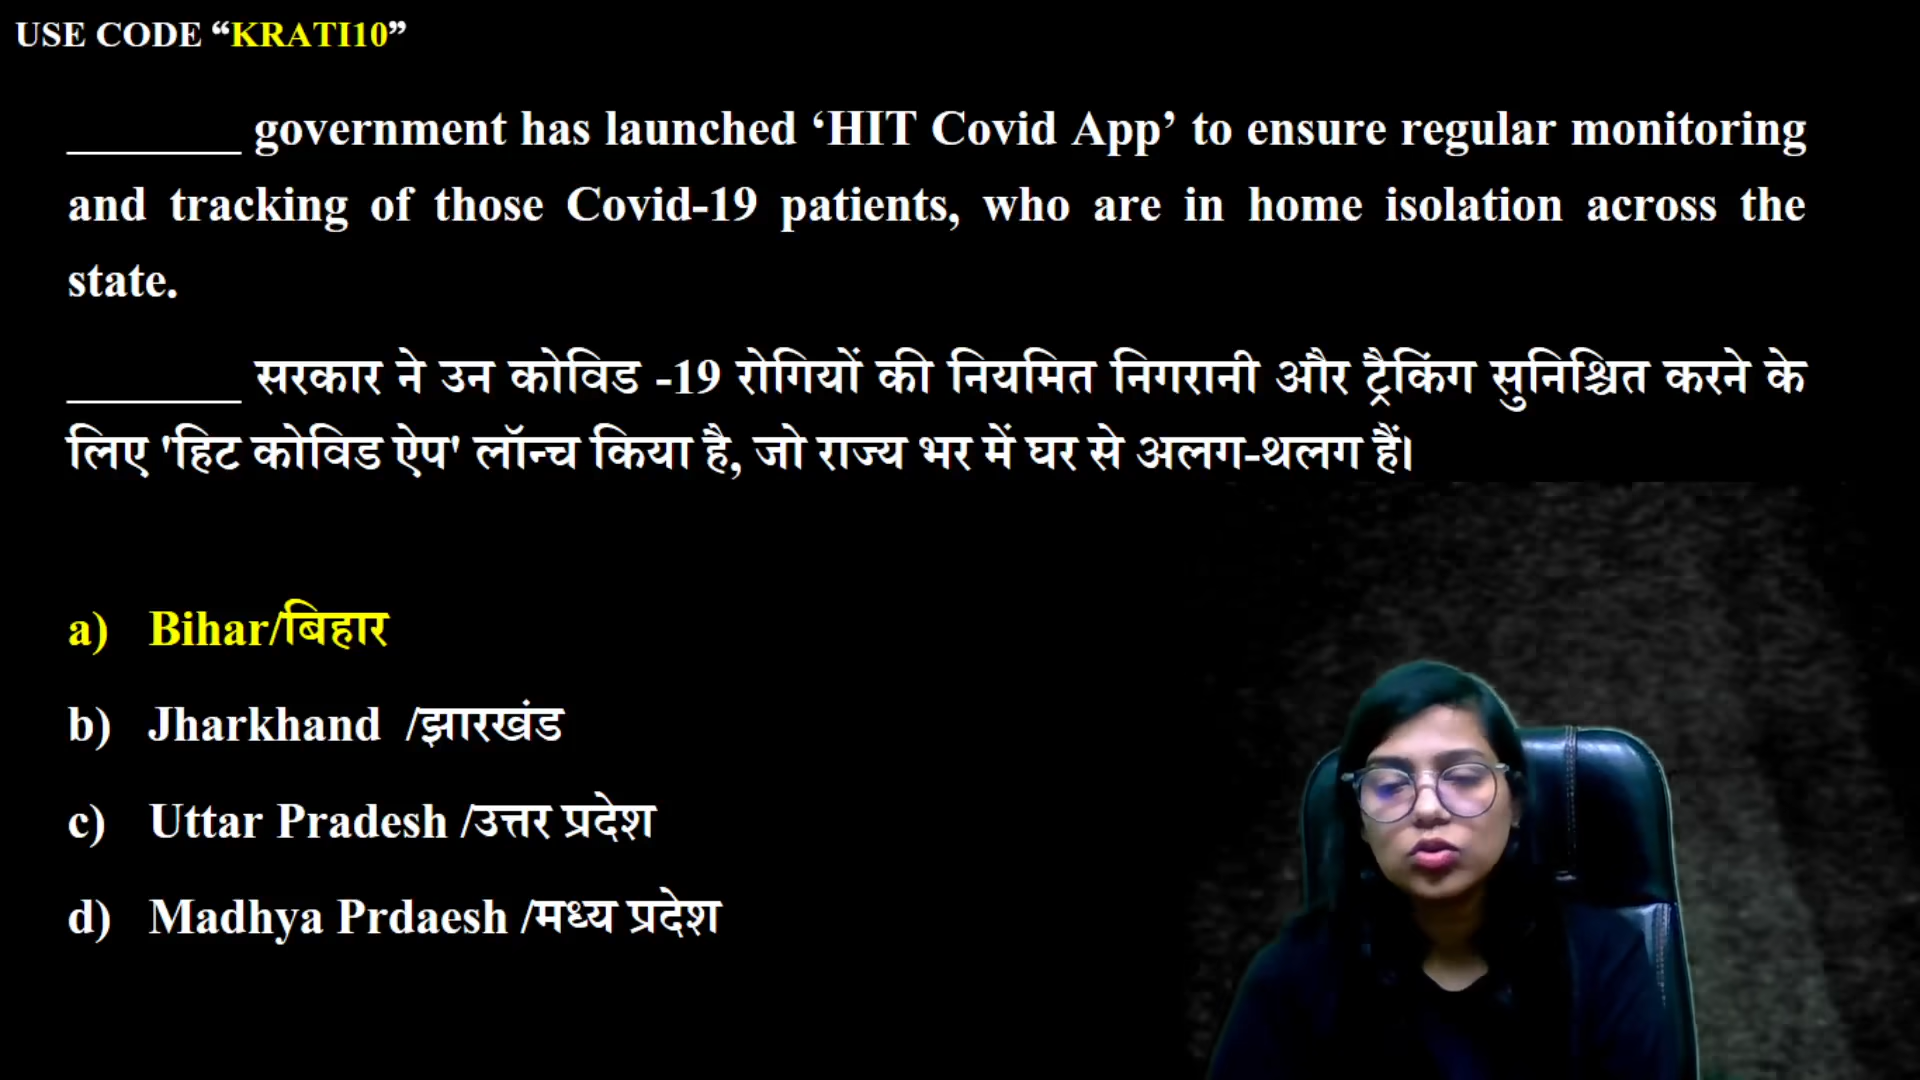 USE CODE “KRATI10”
_______ government has launched ‘HIT Covid App’ to ensure regular monitoring
and tracking of those Covid-19 patients, who are in home isolation across the
state.
_______ सरकार ने उन कोविड -19 रोगियों की नियमित निगरानी और ट्रैकिंग सुनिश्चित करने के
लिए 'हिट कोविड ऐप' लॉन्च किया है, जो राज्य भर में घर से अलग-थलग हैं।
a) Bihar/बिहार
b) Jharkhand /झारखंड
c) Uttar Pradesh /उत्तर प्रदेश
d) Madhya Prdaesh /मध्य प्रदेश